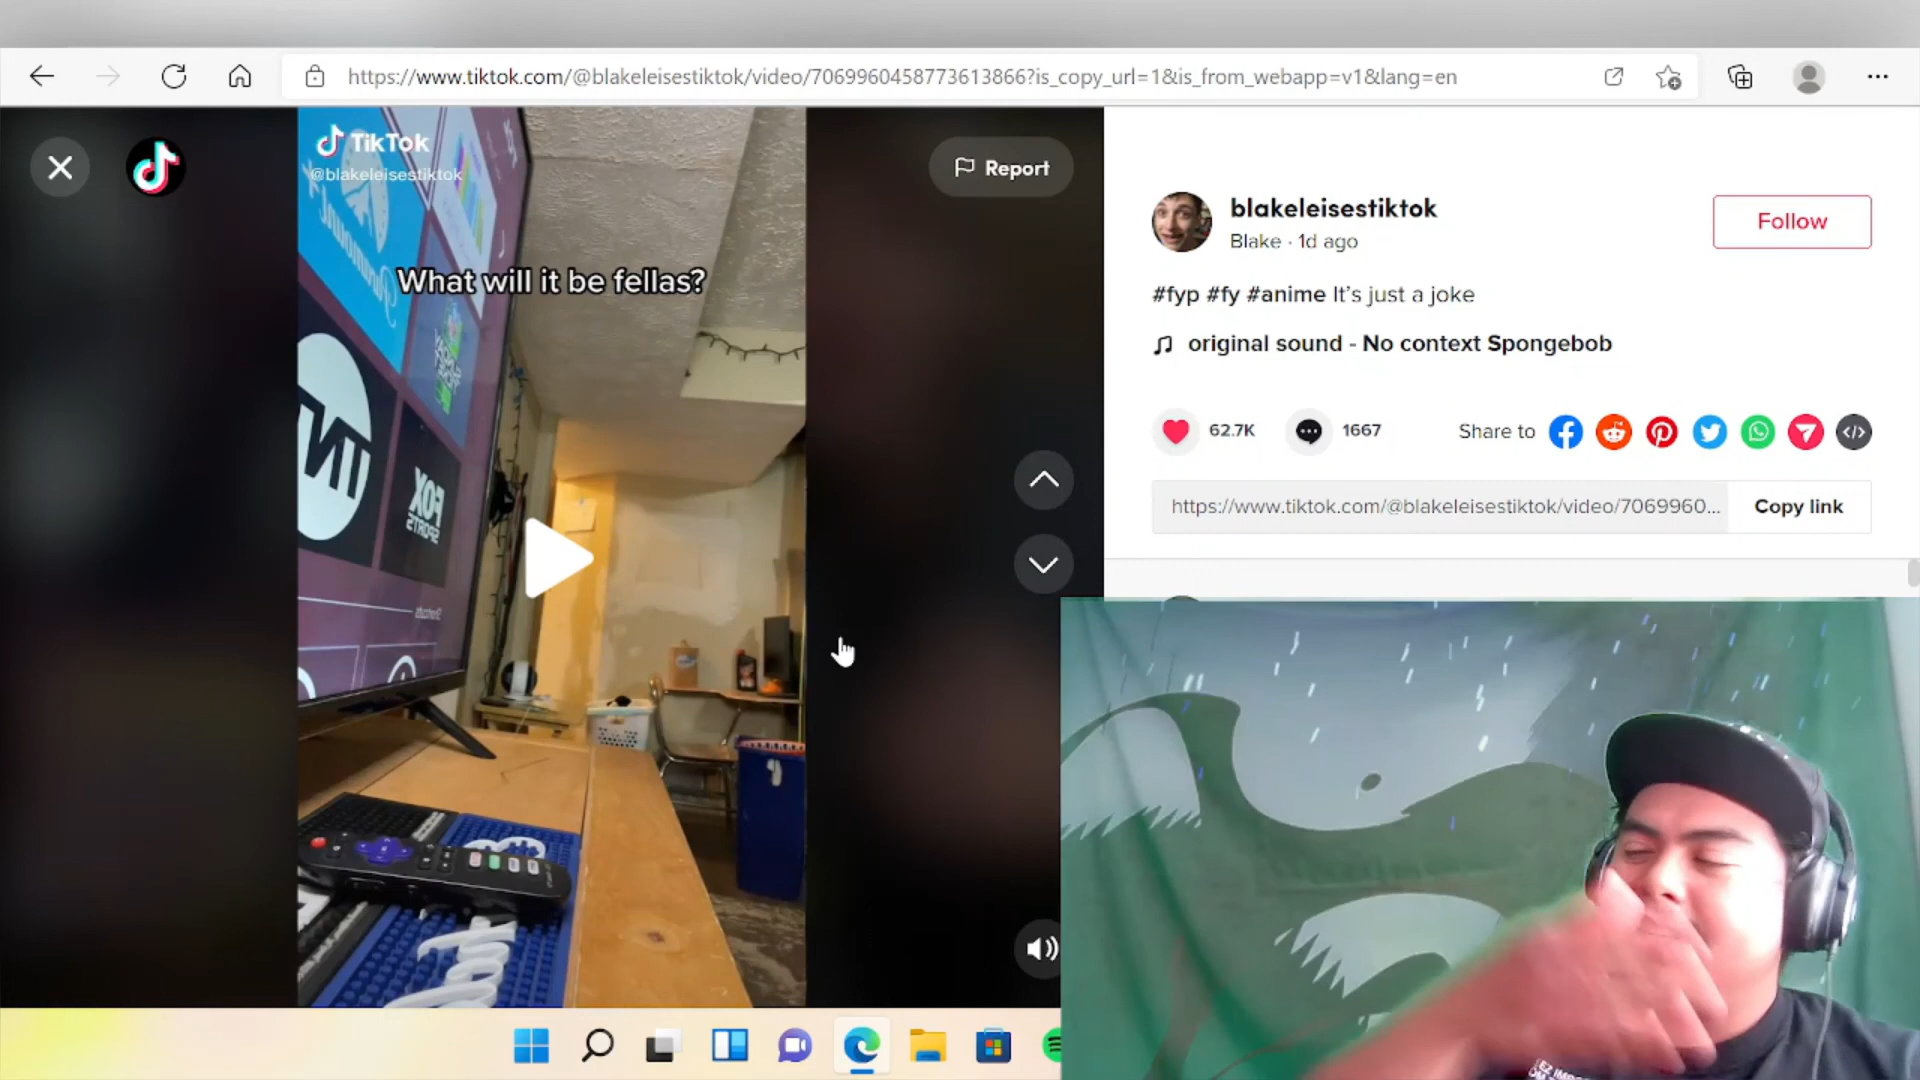 https://www.tiktok.com/@blakeleisestiktok/video/7069960458773613866?is_copy_url=1&is_from_webapp=v1&lang=en
TikTok
@blakeleisestiktok
Report
What will it be fellas?
Paramount
TNT
FOX
SPORTS
blakeleisestiktok
Blake · 1d ago
Follow
#fyp #fy #anime It's just a joke
original sound - No context Spongebob
62.7K
1667
Share to
https://www.tiktok.com/@blakeleisestiktok/video/7069960...
Copy link